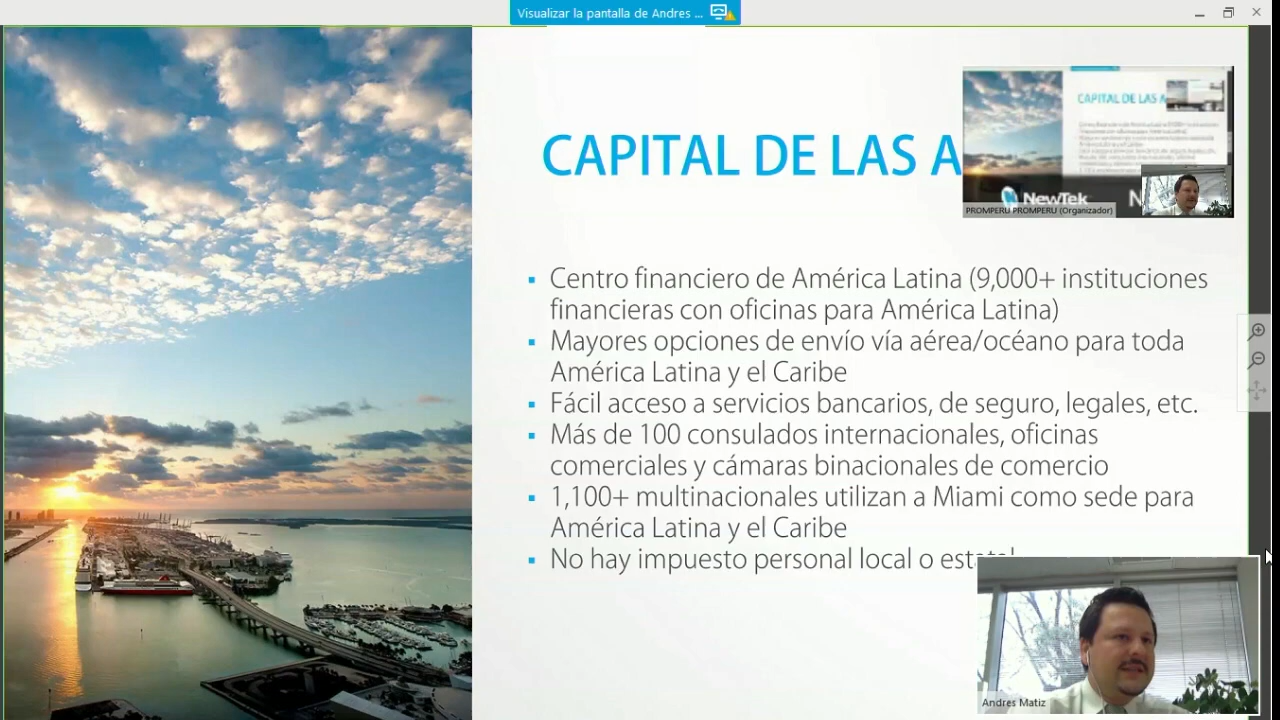 Visualizar la pantalla de Andres ...
CAPITAL DE LAS A
CAPITAL DE LAS A
NewTek
N
PROMPERU PROMPERU (Organizador)
Centro financiero de América Latina (9,000+ instituciones
financieras con oficinas para América Latina)
Mayores opciones de envío vía aérea/océano para toda
América Latina y el Caribe
Fácil acceso a servicios bancarios, de seguro, legales, etc.
Más de 100 consulados internacionales, oficinas
comerciales y cámaras binacionales de comercio
1,100+ multinacionales utilizan a Miami como sede para
América Latina y el Caribe
No hay impuesto personal local o estatal
Andres Matiz